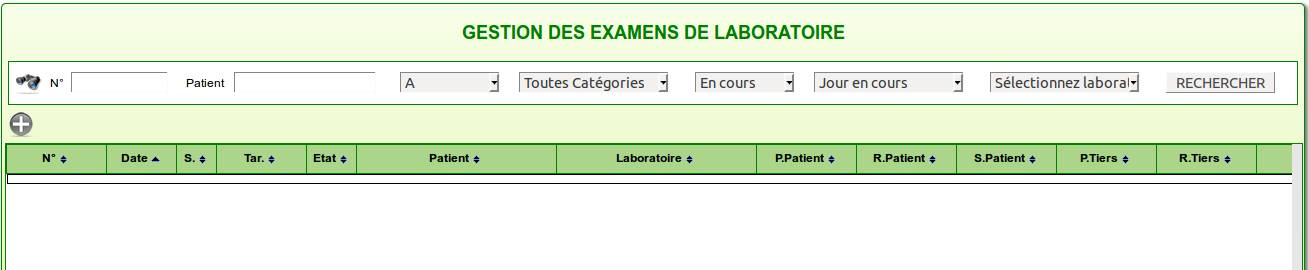 GESTION DES EXAMENS DE LABORATOIRE
N° Patient A Toutes Catégories En cours Jour en cours Sélectionnez laborat RECHERCHER
N° Date S. Tar. Etat Patient Laboratoire P.Patient R.Patient S.Patient P.Tiers R.Tiers